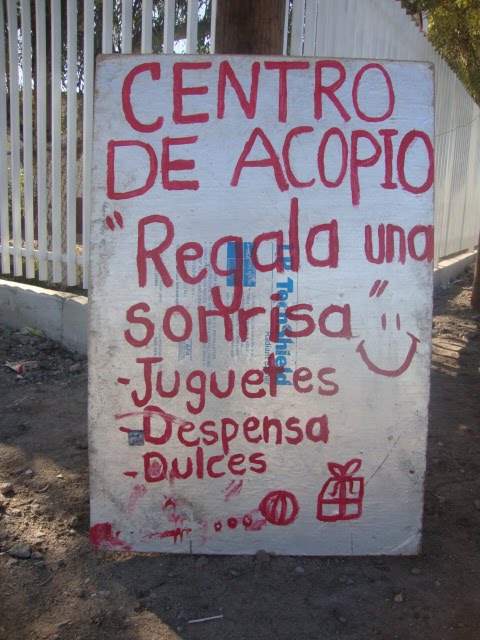 CENTRO
DE ACOPIO
"Regala una
sonrisa"
-Juguetes
-Despensa
-Dulces